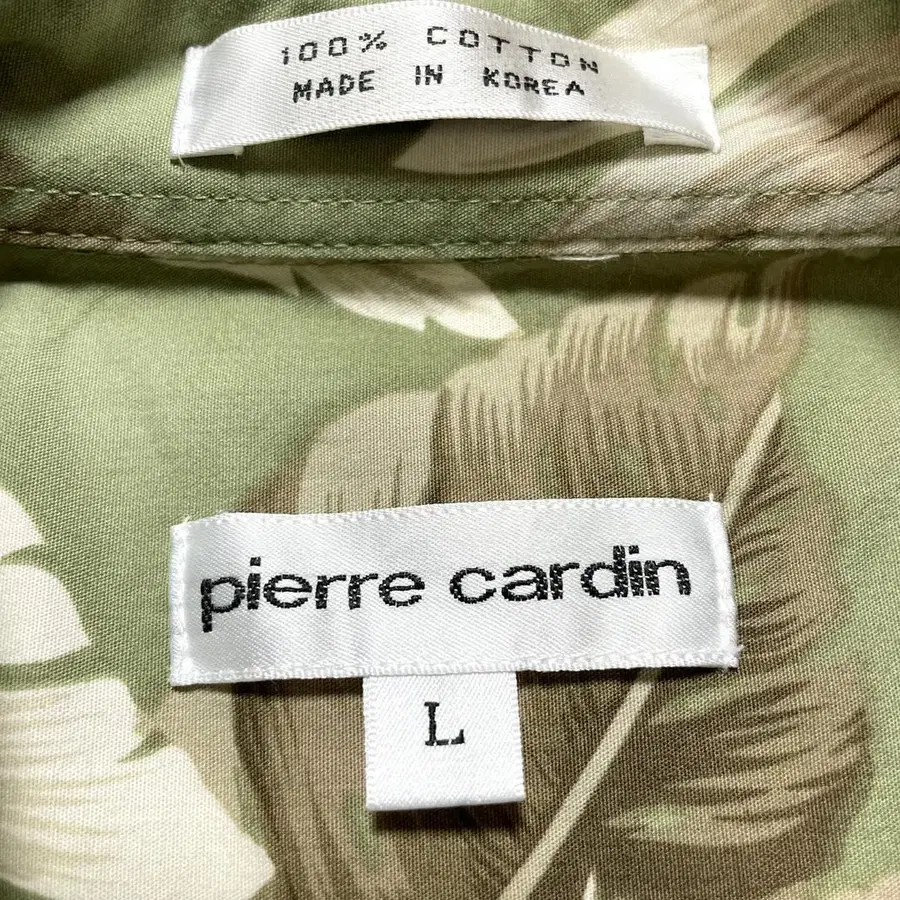 100% COTTON
MADE IN KOREA
pierre cardin
L